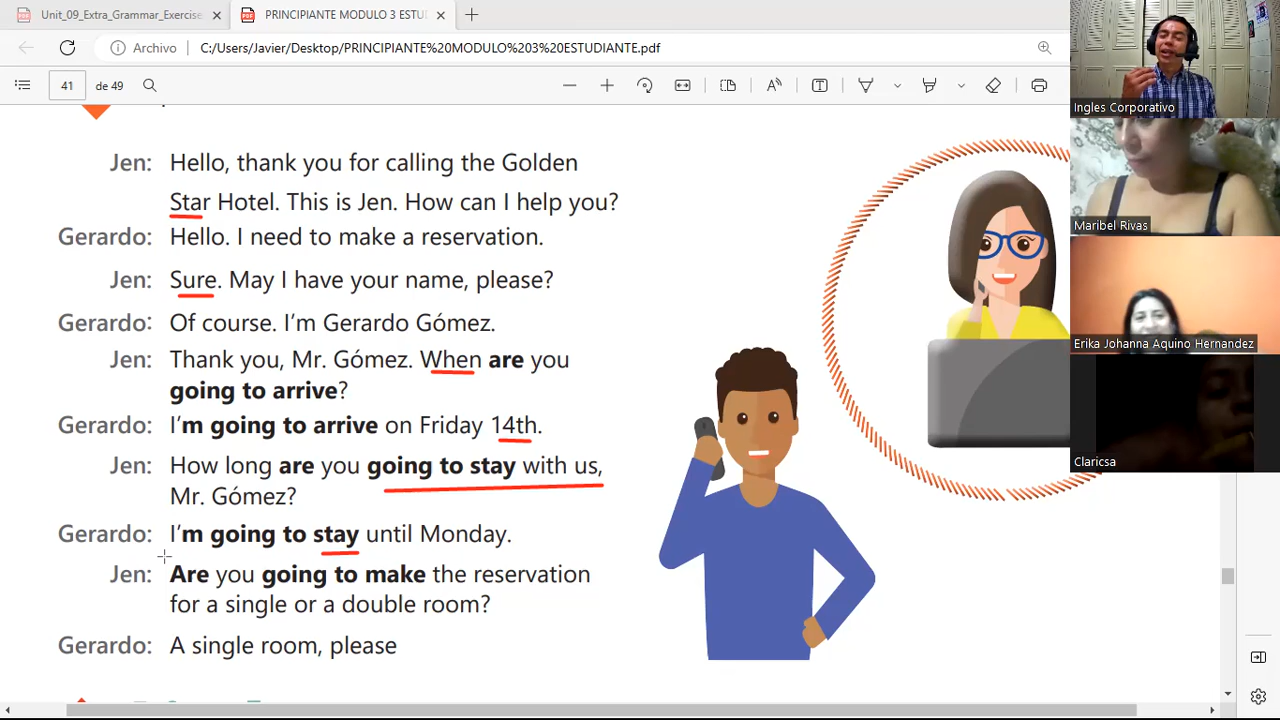 Unit_09_Extra_Grammar_Exercise
PRINCIPIANTE MODULO 3 ESTU
Archivo
C:/Users/Javier/Desktop/PRINCIPIANTE%20MODULO%203%20ESTUDIANTE.pdf
41 de 49
Jen: Hello, thank you for calling the Golden
Star Hotel. This is Jen. How can I help you?
Gerardo: Hello. I need to make a reservation.
Jen: Sure. May I have your name, please?
Gerardo: Of course. I'm Gerardo Gómez.
Jen: Thank you, Mr. Gómez. When are you
going to arrive?
Gerardo: I'm going to arrive on Friday 14th.
Jen: How long are you going to stay with us,
Mr. Gómez?
Gerardo: I'm going to stay until Monday.
Jen: Are you going to make the reservation
for a single or a double room?
Gerardo: A single room, please
Ingles Corporativo
Maribel Rivas
Erika Johanna Aquino Hernandez
Claricsa